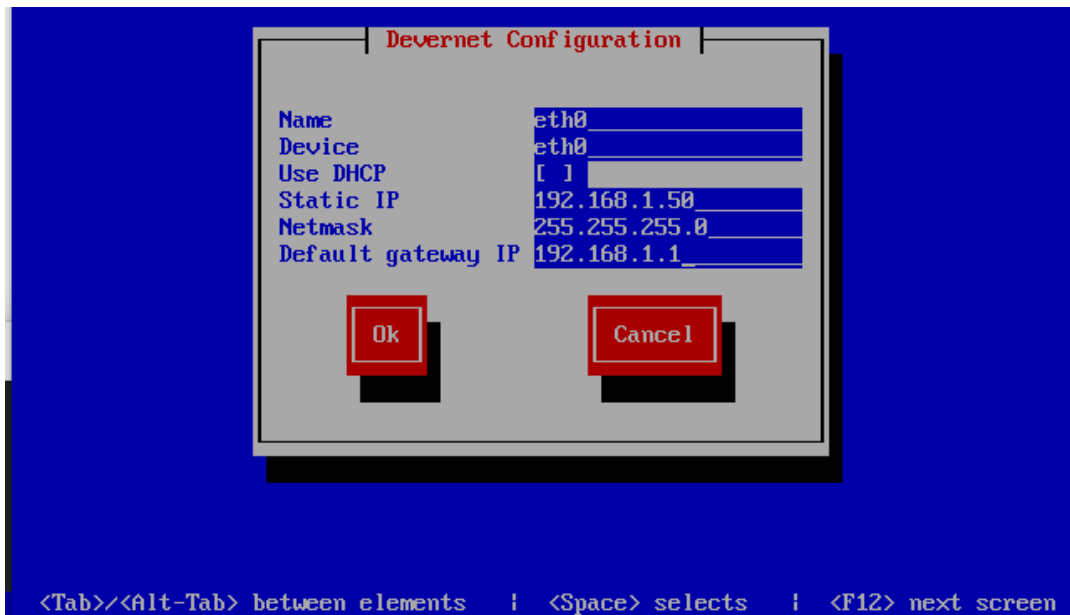 Devernet Configuration
Name eth0
Device eth0
Use DHCP [ ]
Static IP 192.168.1.50
Netmask 255.255.255.0
Default gateway IP 192.168.1.1
Ok Cancel
<Tab>/<Alt-Tab> between elements | <Space> selects | <F12> next screen